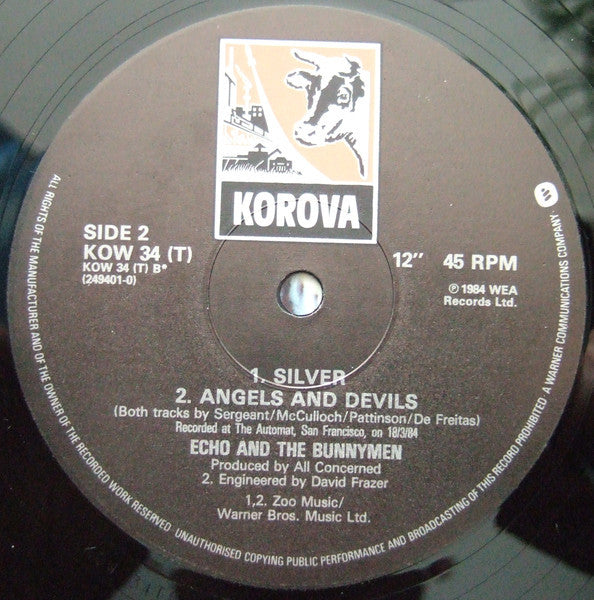 KOROVA
SIDE 2
KOW 34 (T)
KOW 34 (T) B*
(249401-0)
12" 45 RPM
℗ 1984 WEA
Records Ltd.
1. SILVER
2. ANGELS AND DEVILS
(Both tracks by Sergeant/McCulloch/Pattinson/De Freitas)
Recorded at The Automat, San Francisco, on 18/3/84
ECHO AND THE BUNNYMEN
Produced by All Concerned
2. Engineered by David Frazer
1,2. Zoo Music/
Warner Bros. Music Ltd.
ALL RIGHTS OF THE MANUFACTURER AND OF THE OWNER OF THE RECORDED WORK RESERVED UNAUTHORISED COPYING PUBLIC PERFORMANCE AND BROADCASTING OF THIS RECORD PROHIBITED A WARNER COMMUNICATIONS COMPANY